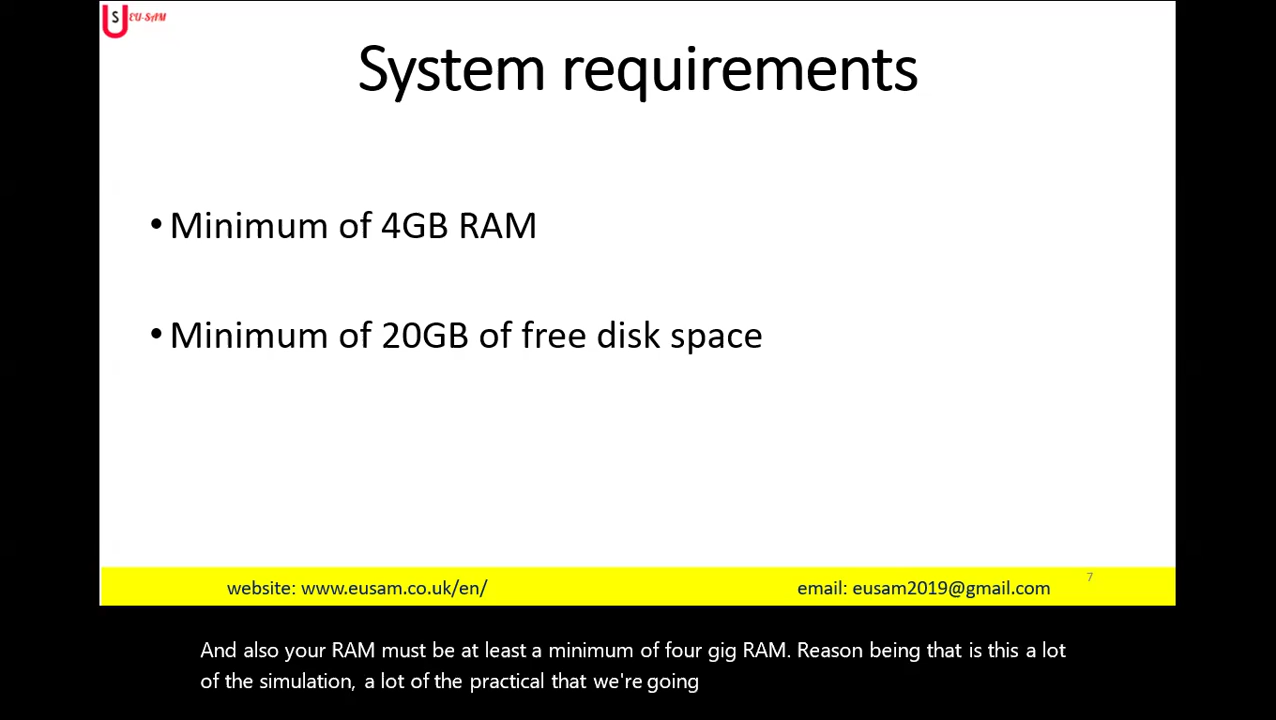 S EU-SAM
System requirements
• Minimum of 4GB RAM
• Minimum of 20GB of free disk space
website: www.eusam.co.uk/en/ email: eusam2019@gmail.com 7
And also your RAM must be at least a minimum of four gig RAM. Reason being that is this a lot
of the simulation, a lot of the practical that we're going